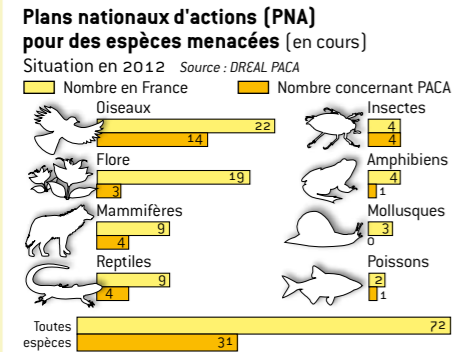 Plans nationaux d'actions (PNA)
pour des espèces menacées (en cours)
Situation en 2012 Source : DREAL PACA
Nombre en France Nombre concernant PACA
Oiseaux
22
14
Flore
19
3
Mammifères
9
4
Reptiles
9
4
Insectes
4
4
Amphibiens
4
1
Mollusques
3
0
Poissons
2
1
Toutes
espèces
72
31